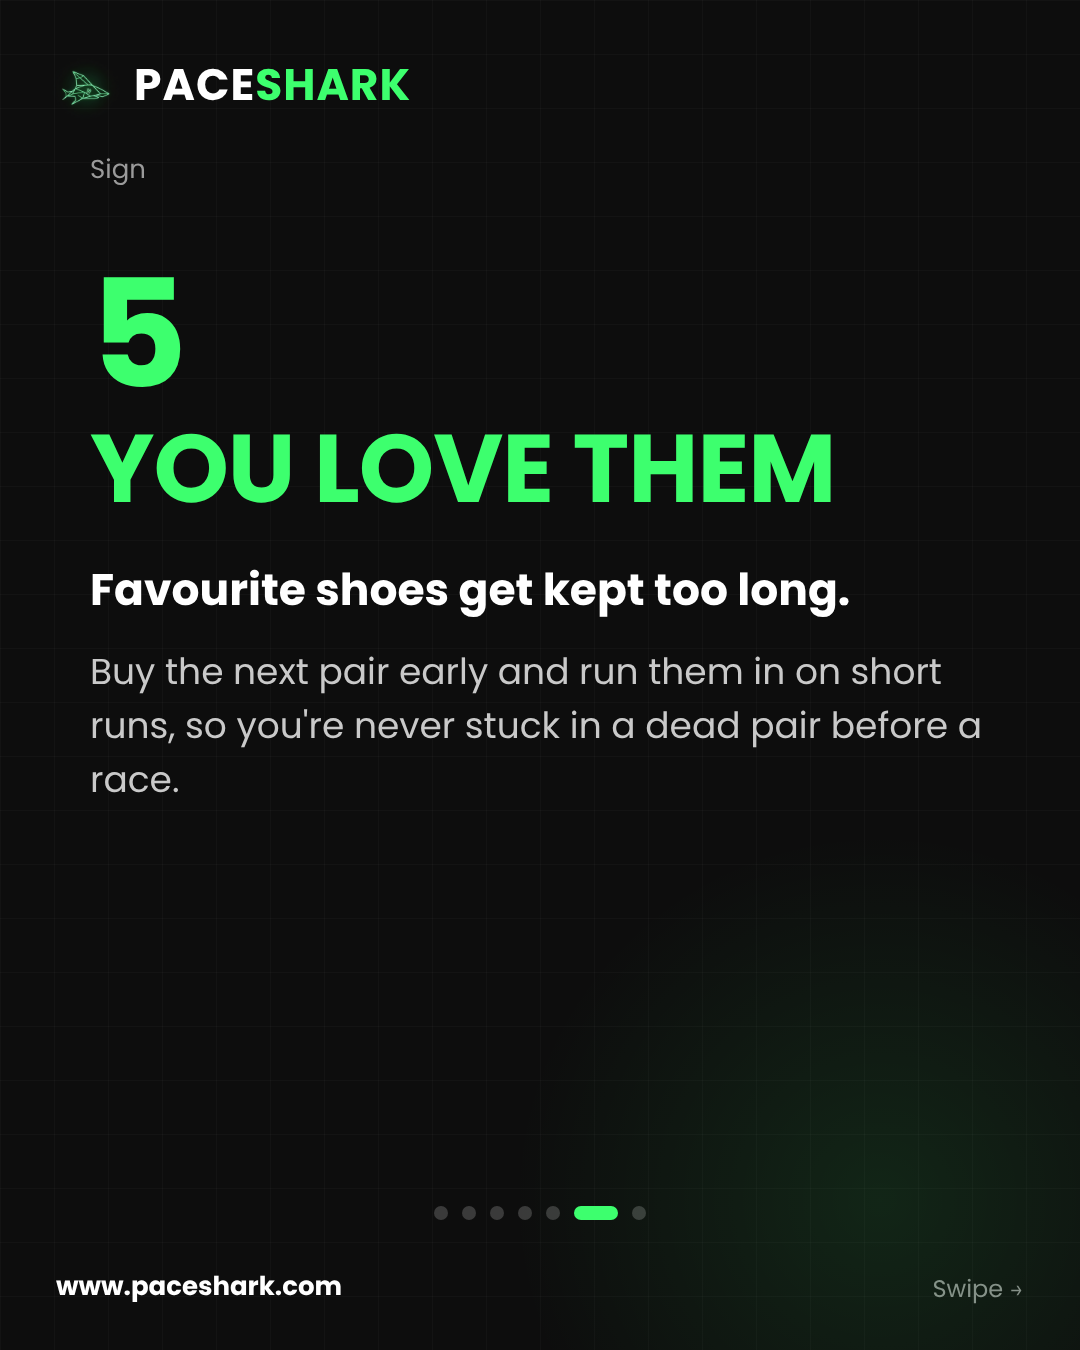 PACESHARK
Sign
5
YOU LOVE THEM
Favourite shoes get kept too long.
Buy the next pair early and run them in on short
runs, so you're never stuck in a dead pair before a
race.
www.paceshark.com
Swipe →